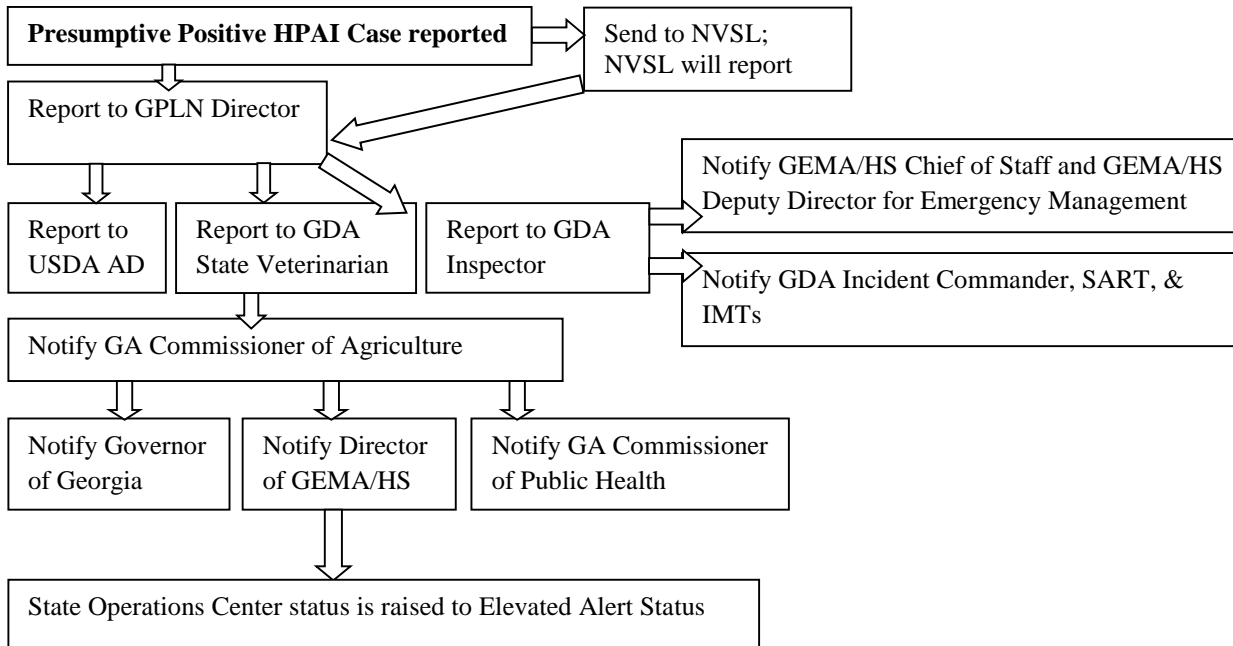 Presumptive Positive HPAI Case reported
Send to NVSL;
NVSL will report
Report to GPLN Director
Notify GEMA/HS Chief of Staff and GEMA/HS
Deputy Director for Emergency Management
Report to
USDA AD
Report to GDA
State Veterinarian
Report to GDA
Inspector
Notify GDA Incident Commander, SART, &
IMTs
Notify GA Commissioner of Agriculture
Notify Governor
of Georgia
Notify Director
of GEMA/HS
Notify GA Commissioner
of Public Health
State Operations Center status is raised to Elevated Alert Status